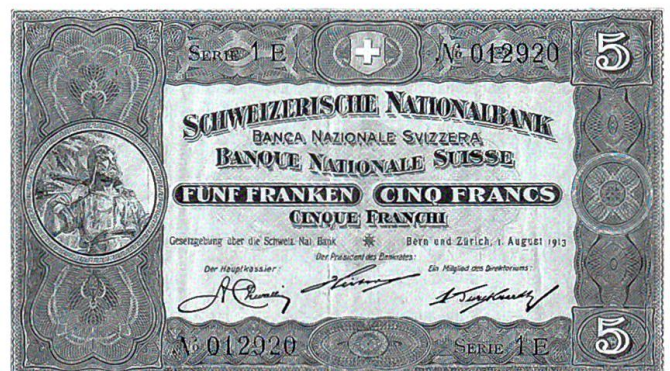 SERIE 1 E № 012920 5
SCHWEIZERISCHE NATIONALBANK
BANCA NAZIONALE SVIZZERA
BANQUE NATIONALE SUISSE
FÜNF FRANKEN CINQ FRANCS
CINQUE FRANCHI
Gesetzgebung über die Schweiz. Nat. Bank Bern und Zürich, 1. August 1913
Der Präsident des Bankrates:
Der Hauptkassier: Ein Mitglied des Direktoriums:
№ 012920 SERIE 1 E 5